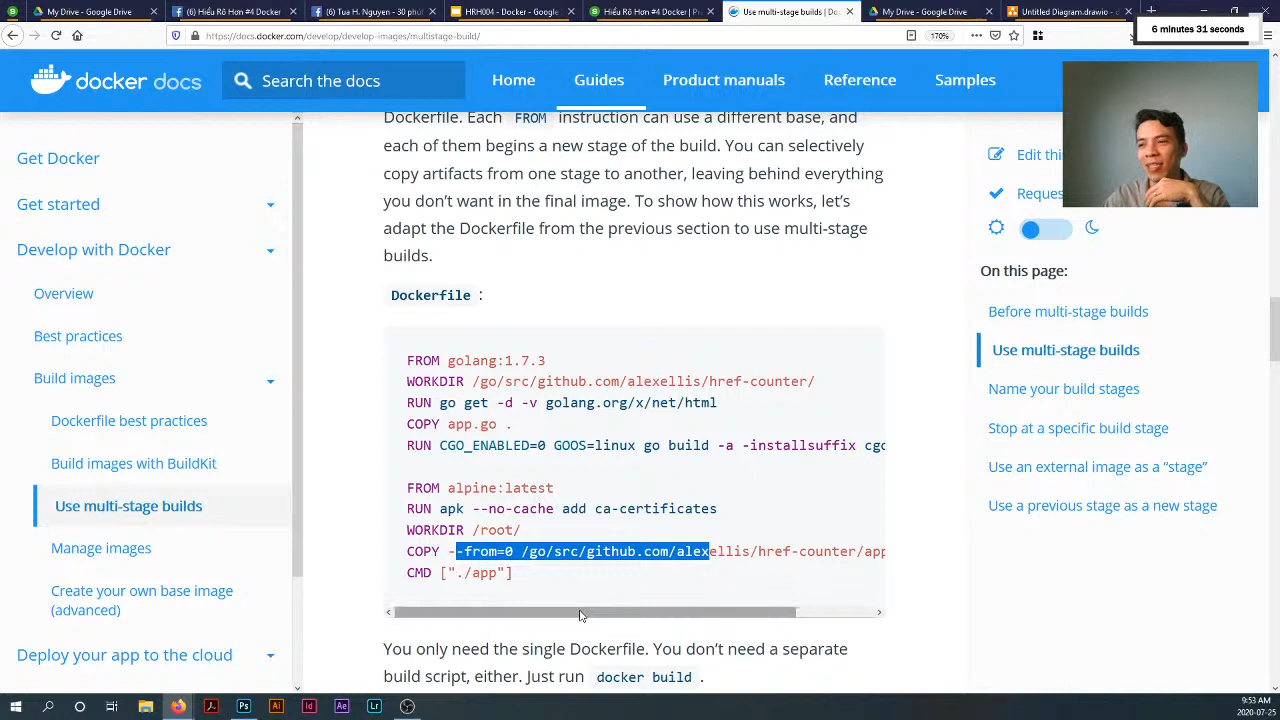 My Drive - Google Drive
(6) Hiểu Rõ Hơn #4 Docker
(6) Tua H. Nguyen - 30 phó
HRH004 - Docker - Google S
Hiểu Rõ Hơn #4 Docker | Pr
Use multi-stage builds | Do
My Drive - Google Drive
Untitled Diagram.drawio -
6 minutes 31 seconds
https://docs.docker.com/develop/develop-images/multistage-build/
170%
docker docs
Search the docs
Home
Guides
Product manuals
Reference
Samples
Get Docker
Get started
Develop with Docker
Overview
Best practices
Build images
Dockerfile best practices
Build images with BuildKit
Use multi-stage builds
Manage images
Create your own base image
(advanced)
Deploy your app to the cloud
Dockerfile. Each FROM instruction can use a different base, and
each of them begins a new stage of the build. You can selectively
copy artifacts from one stage to another, leaving behind everything
you don’t want in the final image. To show how this works, let’s
adapt the Dockerfile from the previous section to use multi-stage
builds.
Dockerfile :
FROM golang:1.7.3
WORKDIR /go/src/github.com/alexellis/href-counter/
RUN go get -d -v golang.org/x/net/html
COPY app.go .
RUN CGO_ENABLED=0 GOOS=linux go build -a -installsuffix cgo
FROM alpine:latest
RUN apk --no-cache add ca-certificates
WORKDIR /root/
COPY --from=0 /go/src/github.com/alexellis/href-counter/app
CMD ["./app"]
You only need the single Dockerfile. You don’t need a separate
build script, either. Just run docker build .
Edit thi
Reques
On this page:
Before multi-stage builds
Use multi-stage builds
Name your build stages
Stop at a specific build stage
Use an external image as a “stage”
Use a previous stage as a new stage
9:53 AM
2020-07-25